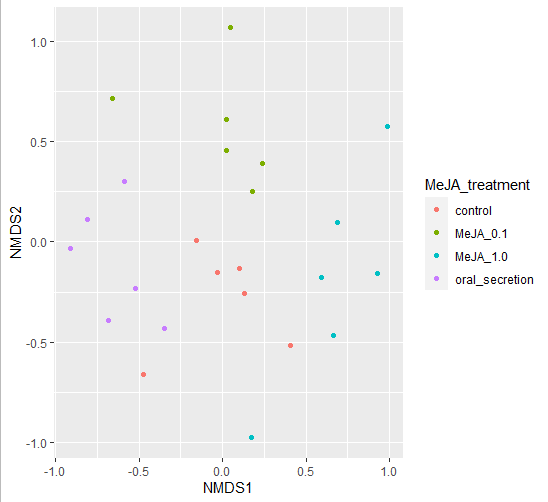 1.0
0.5
0.0
-0.5
-1.0
NMDS2
-1.0 -0.5 0.0 0.5 1.0
NMDS1
MeJA_treatment
control
MeJA_0.1
MeJA_1.0
oral_secretion